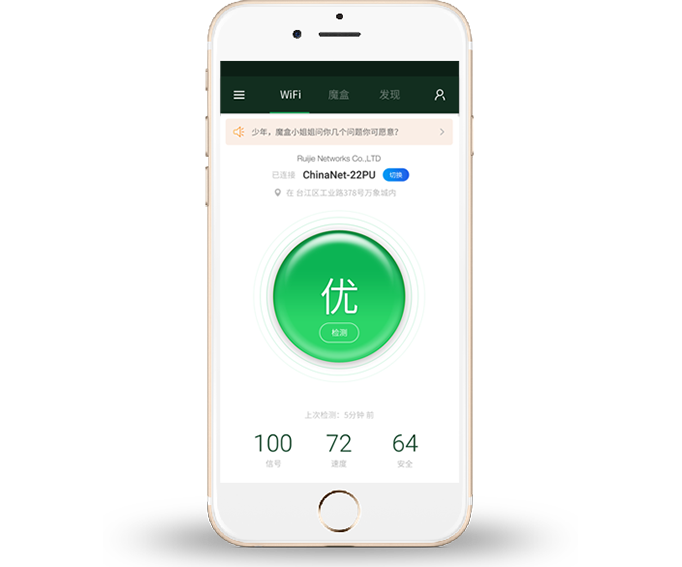 WiFi 魔盒 发现
少年，魔盒小姐姐问你几个问题你可愿意?
Ruijie Networks Co.,LTD
已连接 ChinaNet-22PU 切换
在 台江区工业路378号万象城内
优
检测
上次检测：5分钟 前
100 72 64
信号 速度 安全